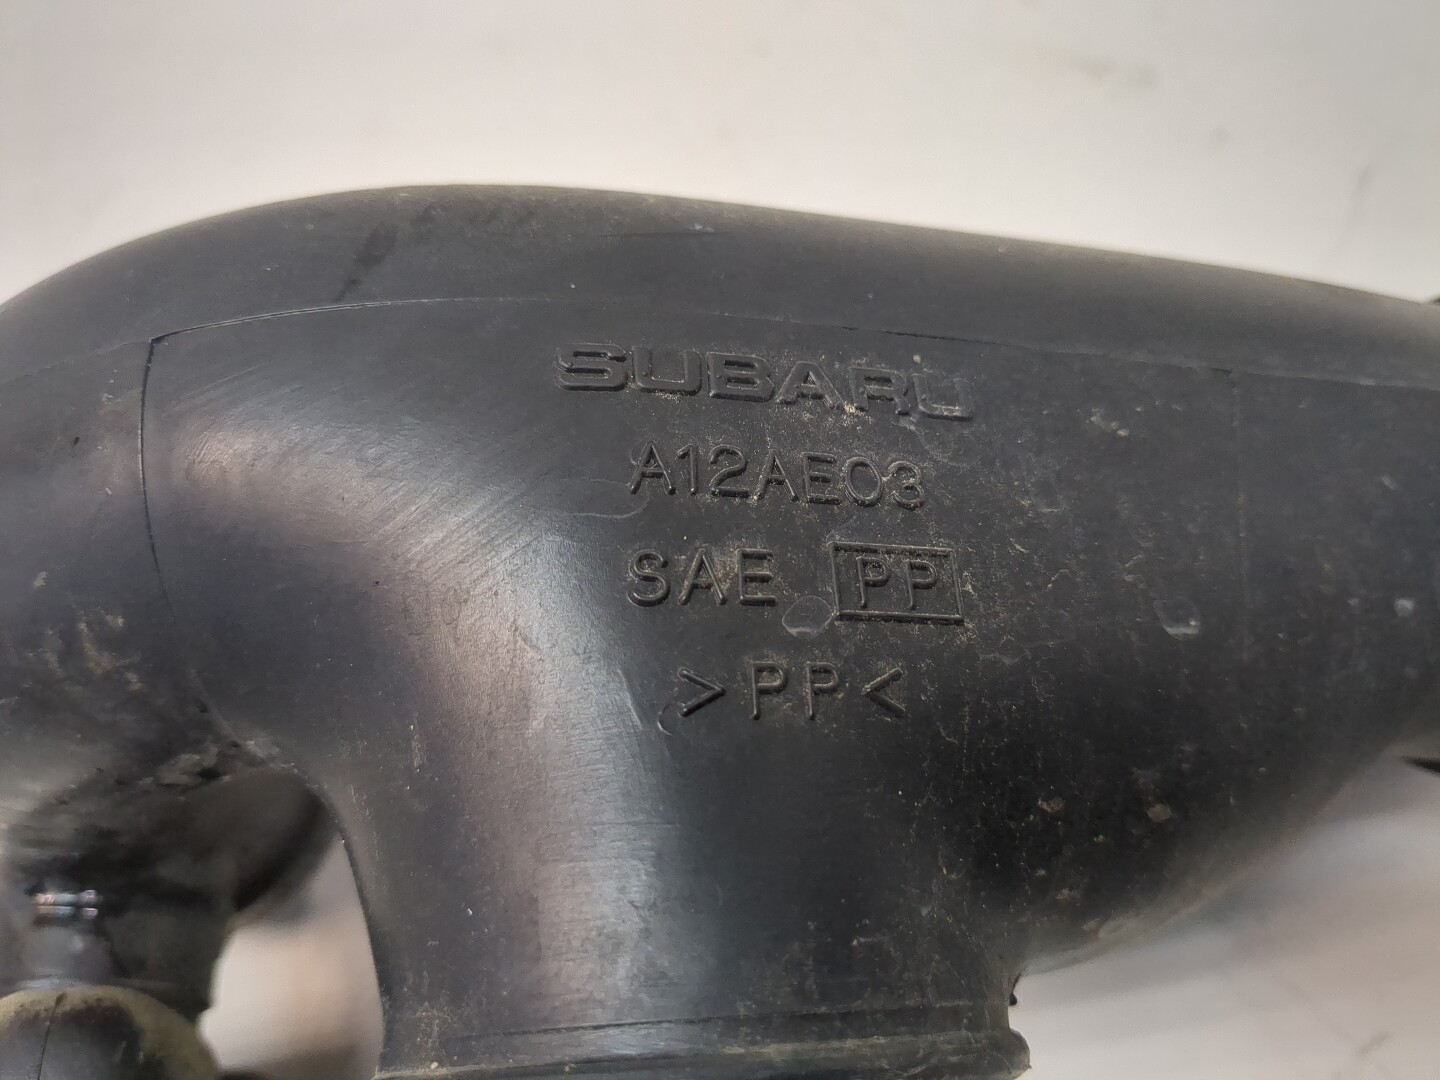 SUBARU
A12AE03
SAE PP
>PP<